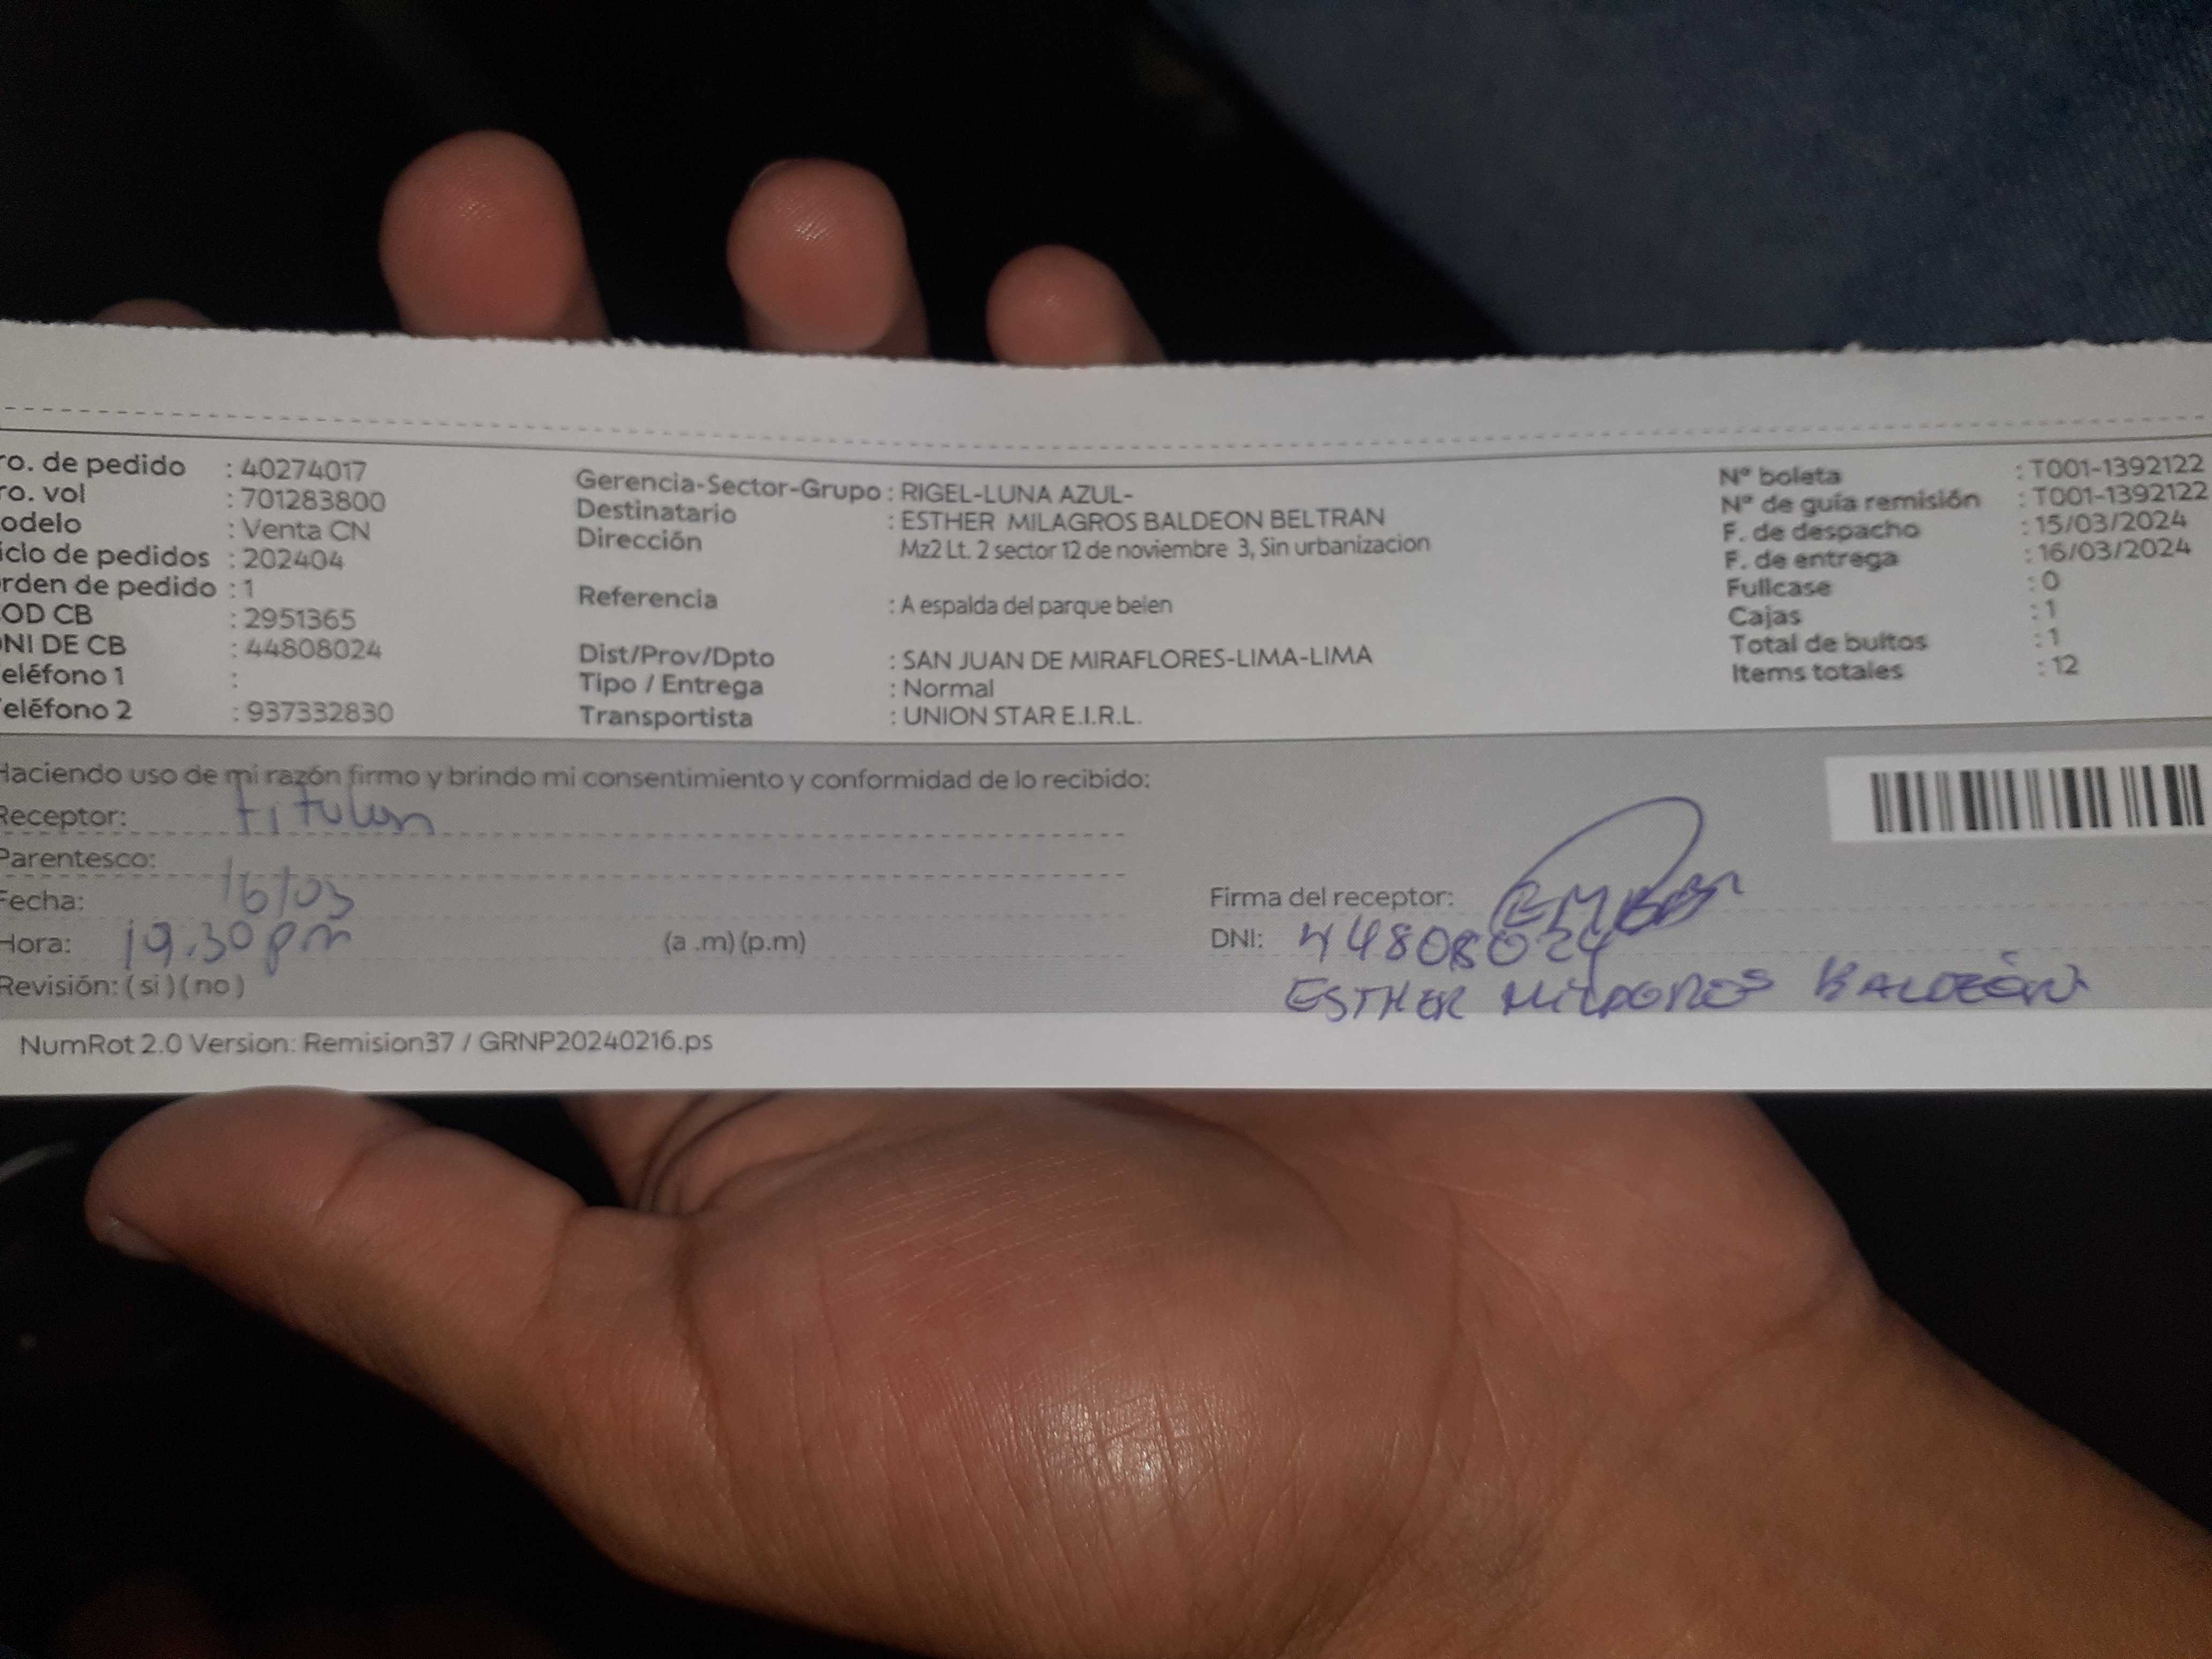 ro. de pedido : 40274017
ro. vol : 701283800
odelo : Venta CN
iclo de pedidos : 202404
rden de pedido : 1
OD CB : 2951365
NI DE CB : 44808024
eléfono 1 :
eléfono 2 : 937332830
Gerencia-Sector-Grupo : RIGEL-LUNA AZUL-
Destinatario : ESTHER MILAGROS BALDEON BELTRAN
Dirección Mz2 Lt. 2 sector 12 de noviembre 3, Sin urbanizacion
Referencia : A espalda del parque belen
Dist/Prov/Dpto : SAN JUAN DE MIRAFLORES-LIMA-LIMA
Tipo / Entrega : Normal
Transportista : UNION STAR E.I.R.L.
Nº boleta : T001-1392122
Nº de guía remisión : T001-1392122
F. de despacho : 15/03/2024
F. de entrega : 16/03/2024
Fullcase : 0
Cajas : 1
Total de bultos : 1
Items totales : 12
Haciendo uso de mi razón firmo y brindo mi consentimiento y conformidad de lo recibido:
Receptor: titular
Parentesco:
Fecha: 16/03
Hora: 19.30 pm (a .m) (p.m)
Revisión: ( si ) ( no )
Firma del receptor:
DNI: 44808024
ESTHER MILAGROS BALDEÓN
NumRot 2.0 Version: Remision37 / GRNP20240216.ps